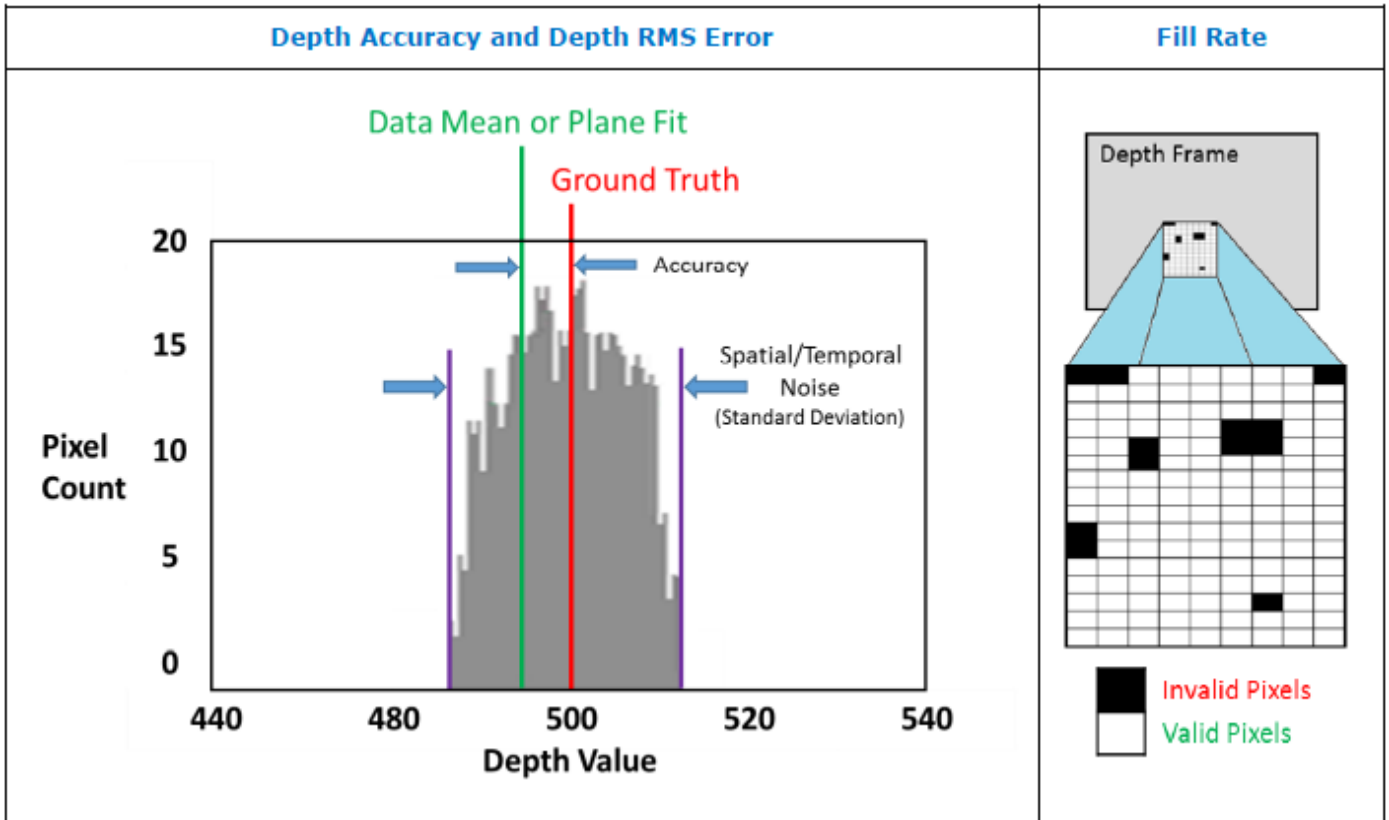 Depth Accuracy and Depth RMS Error
Fill Rate
Data Mean or Plane Fit
Ground Truth
20
Accuracy
15
Spatial/Temporal
Noise
(Standard Deviation)
Pixel
Count
10
5
0
440
480
500
520
540
Depth Value
Depth Frame
Invalid Pixels
Valid Pixels